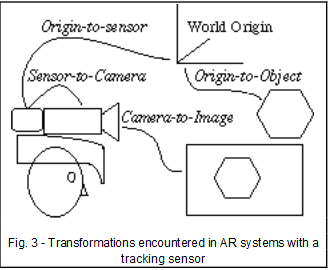 Origin-to-sensor
World Origin
Sensor-to-Camera
Origin-to-Object
Camera-to-Image
Fig. 3 - Transformations encountered in AR systems with a
tracking sensor